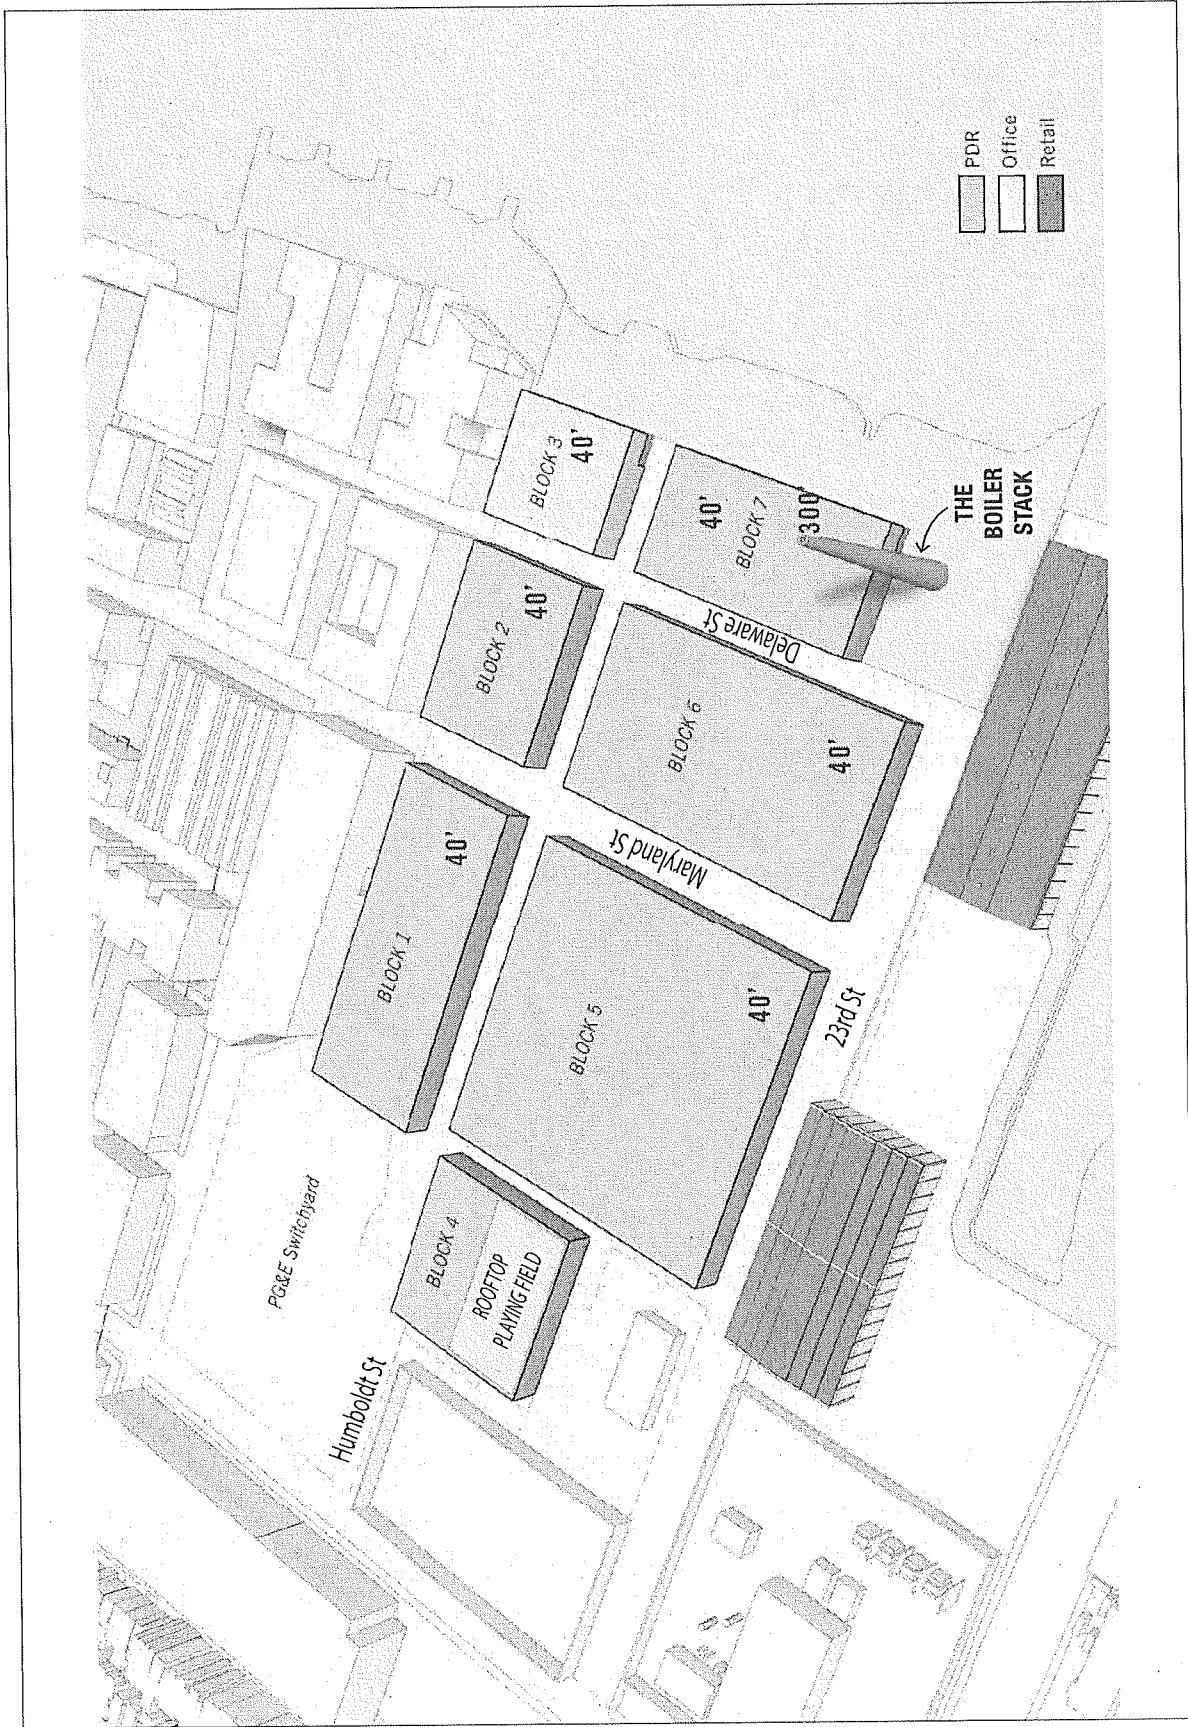 PG&E Switchyard
Humboldt St
BLOCK 1
40'
BLOCK 2
40'
BLOCK 3
40'
BLOCK 4
ROOFTOP
PLAYING FIELD
BLOCK 5
40'
Maryland St
BLOCK 6
40'
Delaware St
40'
BLOCK 7
300'
THE
BOILER
STACK
23rd St
PDR
Office
Retail